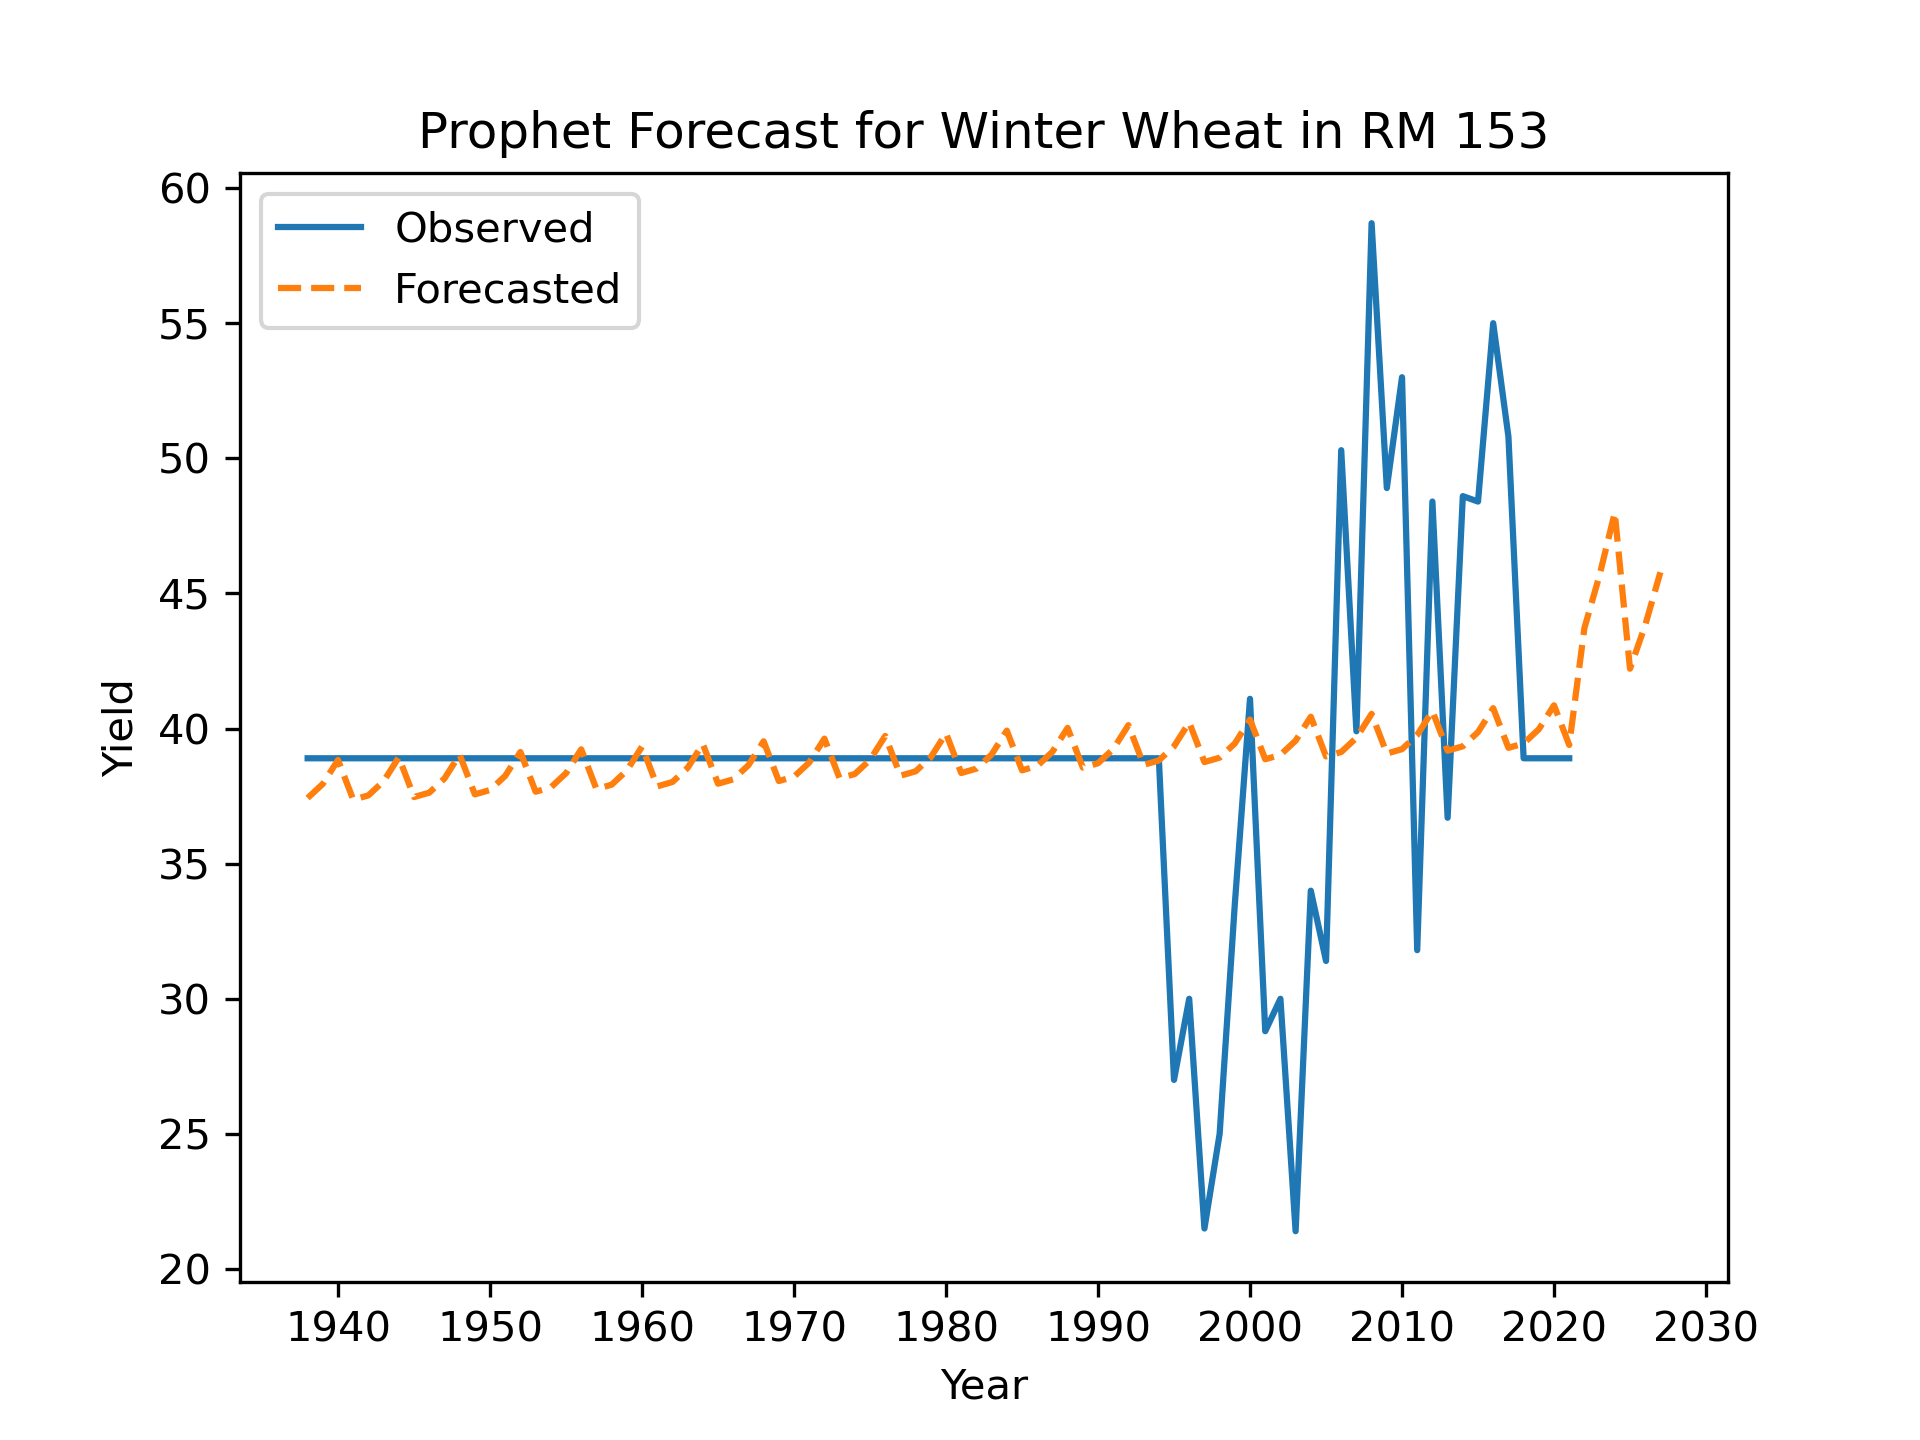 Prophet Forecast for Winter Wheat in RM 153
60
55
50
45
40
35
30
25
20
Observed
Forecasted
Yield
1940 1950 1960 1970 1980 1990 2000 2010 2020 2030
Year